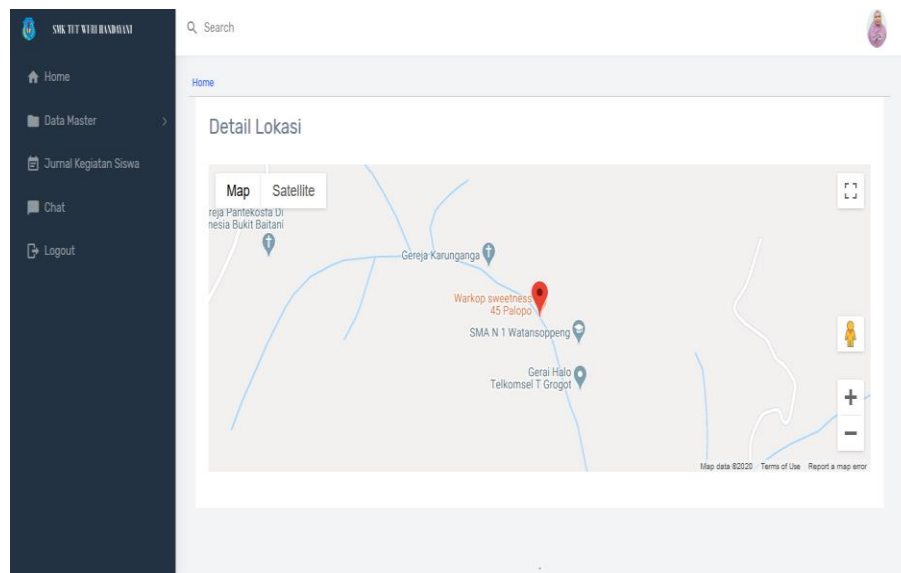 SMK TUT WURI HANDAYANI
Search
Home
Data Master
Jurnal Kegiatan Siswa
Chat
Logout
Home
Detail Lokasi
Map
Satellite
reja Pantekosta Di
nesia Bukit Baitani
Gereja Karunganga
Warkop sweetness
45 Palopo
SMA N 1 Watansoppeng
Gerai Halo
Telkomsel T Grogot
Map data ©2020
Terms of Use
Report a map error